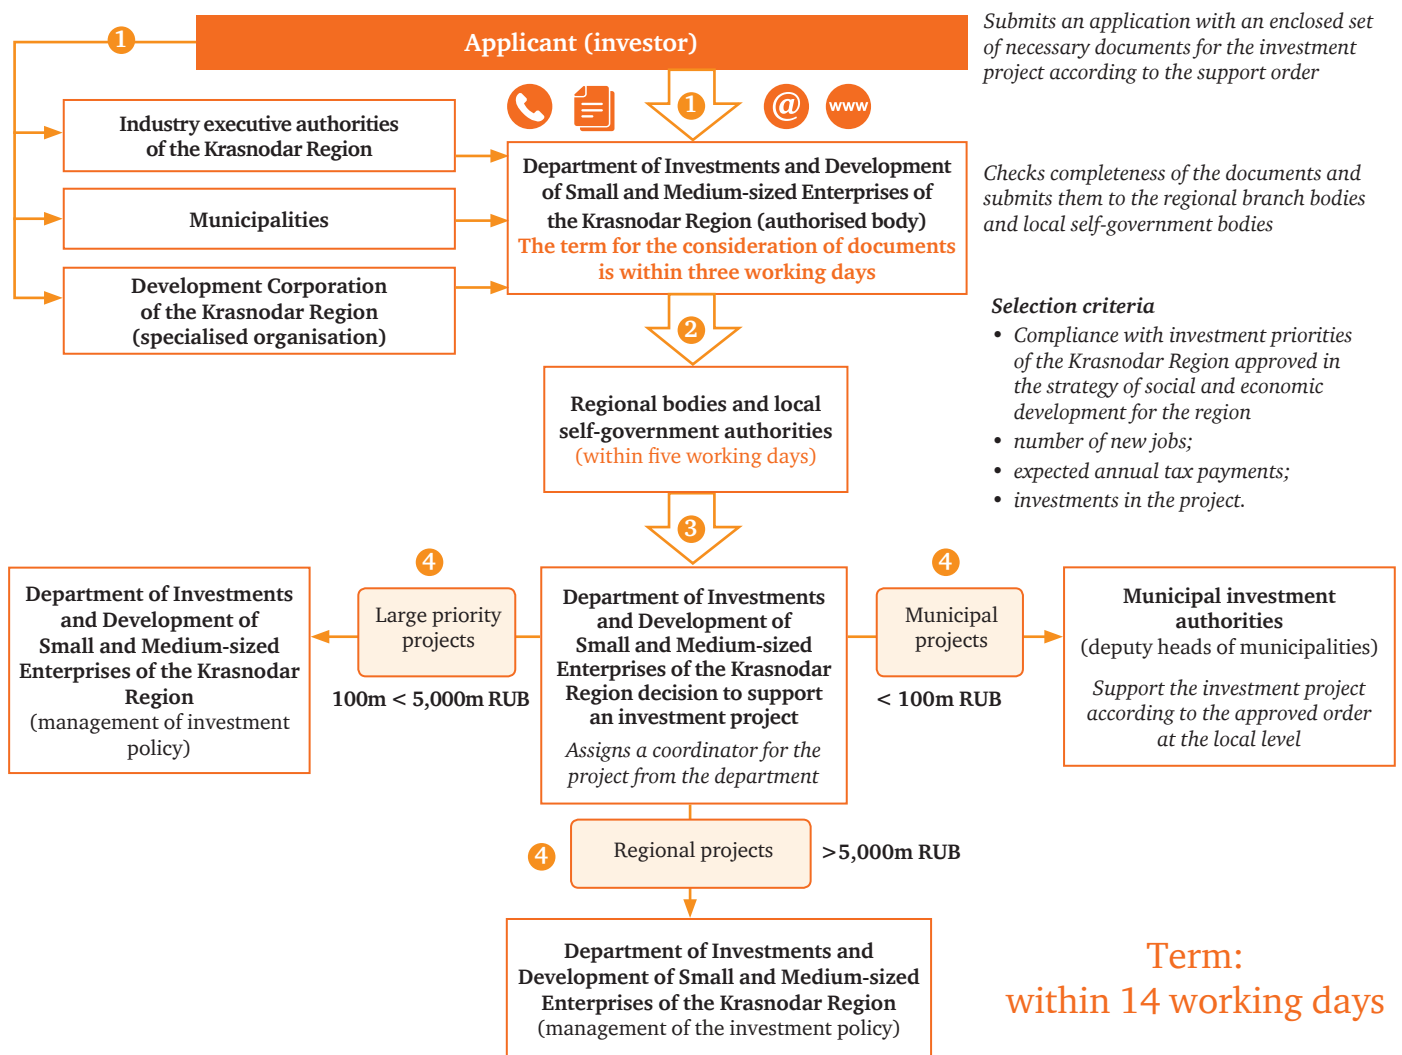 1
Applicant (investor)
Submits an application with an enclosed set
of necessary documents for the investment
project according to the support order
1
@
www
Industry executive authorities
of the Krasnodar Region
Municipalities
Development Corporation
of the Krasnodar Region
(specialised organisation)
Department of Investments and Development
of Small and Medium-sized Enterprises of
the Krasnodar Region (authorised body)
The term for the consideration of documents
is within three working days
Checks completeness of the documents and
submits them to the regional branch bodies
and local self-government bodies
2
Selection criteria
• Compliance with investment priorities
of the Krasnodar Region approved in
the strategy of social and economic
development for the region
• number of new jobs;
• expected annual tax payments;
• investments in the project.
Regional bodies and local
self-government authorities
(within five working days)
3
Department of Investments
and Development of
Small and Medium-sized
Enterprises of the Krasnodar
Region
(management of investment
policy)
4
Large priority
projects
100m < 5,000m RUB
Department of Investments
and Development of
Small and Medium-sized
Enterprises of the Krasnodar
Region decision to support
an investment project
Assigns a coordinator for the
project from the department
4
Municipal
projects
< 100m RUB
Municipal investment
authorities
(deputy heads of municipalities)
Support the investment project
according to the approved order
at the local level
4
Regional projects
>5,000m RUB
Department of Investments and
Development of Small and Medium-sized
Enterprises of the Krasnodar Region
(management of the investment policy)
Term:
within 14 working days